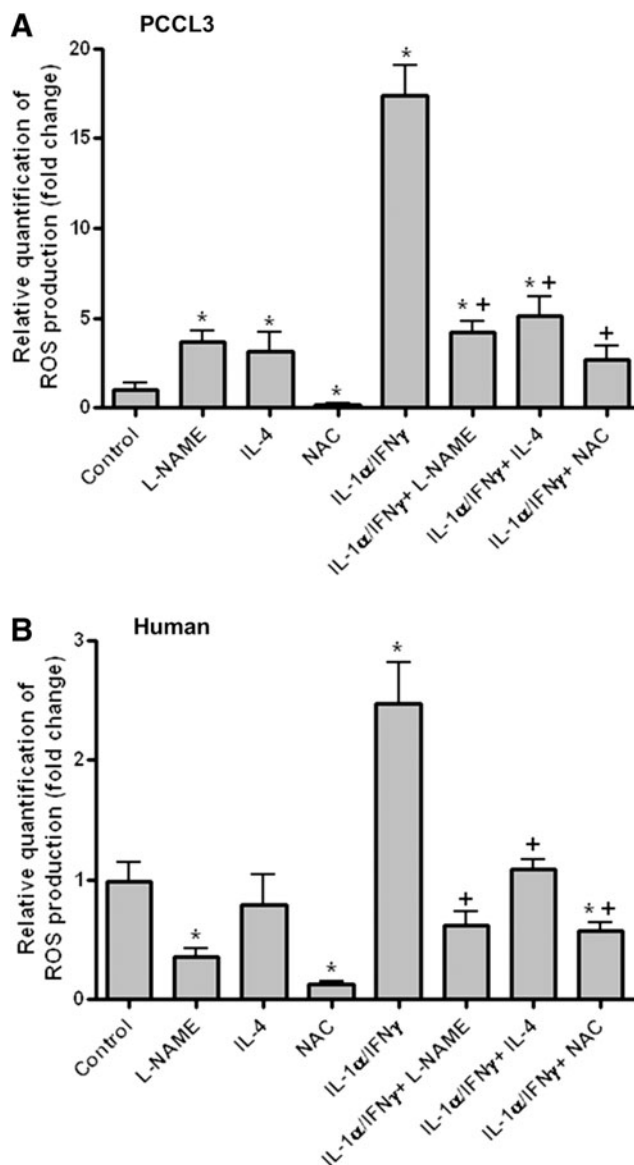 A
PCCL3
Relative quantification of
ROS production (fold change)
20
15
10
5
0
*
*
*
*
* +
* +
+
Control
L-NAME
IL-4
NAC
IL-1α/IFNγ
IL-1α/IFNγ+ L-NAME
IL-1α/IFNγ+ IL-4
IL-1α/IFNγ+ NAC
B
Human
Relative quantification of
ROS production (fold change)
3
2
1
0
*
*
*
+
+
* +
Control
L-NAME
IL-4
NAC
IL-1α/IFNγ
IL-1α/IFNγ+ L-NAME
IL-1α/IFNγ+ IL-4
IL-1α/IFNγ+ NAC